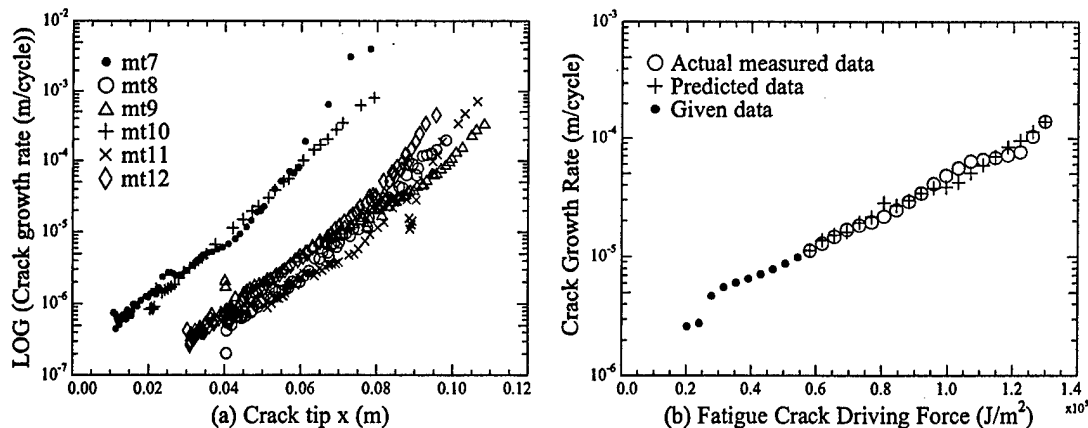 LOG (Crack growth rate (m/cycle))
10⁻²
10⁻³
10⁻⁴
10⁻⁵
10⁻⁶
10⁻⁷
mt7
mt8
mt9
mt10
mt11
mt12
0.00 0.02 0.04 0.06 0.08 0.10 0.12
(a) Crack tip x (m)
Crack Growth Rate (m/cycle)
10⁻³
10⁻⁴
10⁻⁵
10⁻⁶
Actual measured data
Predicted data
Given data
0.0 0.2 0.4 0.6 0.8 1.0 1.2 1.4
x10⁵
(b) Fatigue Crack Driving Force (J/m²)